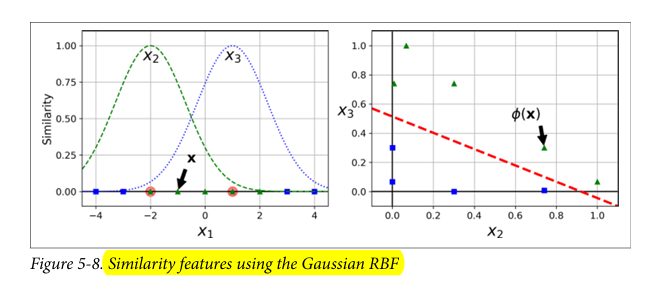 1.00
0.75
0.50
0.25
0.00
Similarity
x₂
x₃
x
−4
−2
0
2
4
x₁
1.0
0.8
0.6
0.4
0.2
0.0
x₃
ϕ(x)
0.0
0.2
0.4
0.6
0.8
1.0
x₂
Figure 5-8. Similarity features using the Gaussian RBF